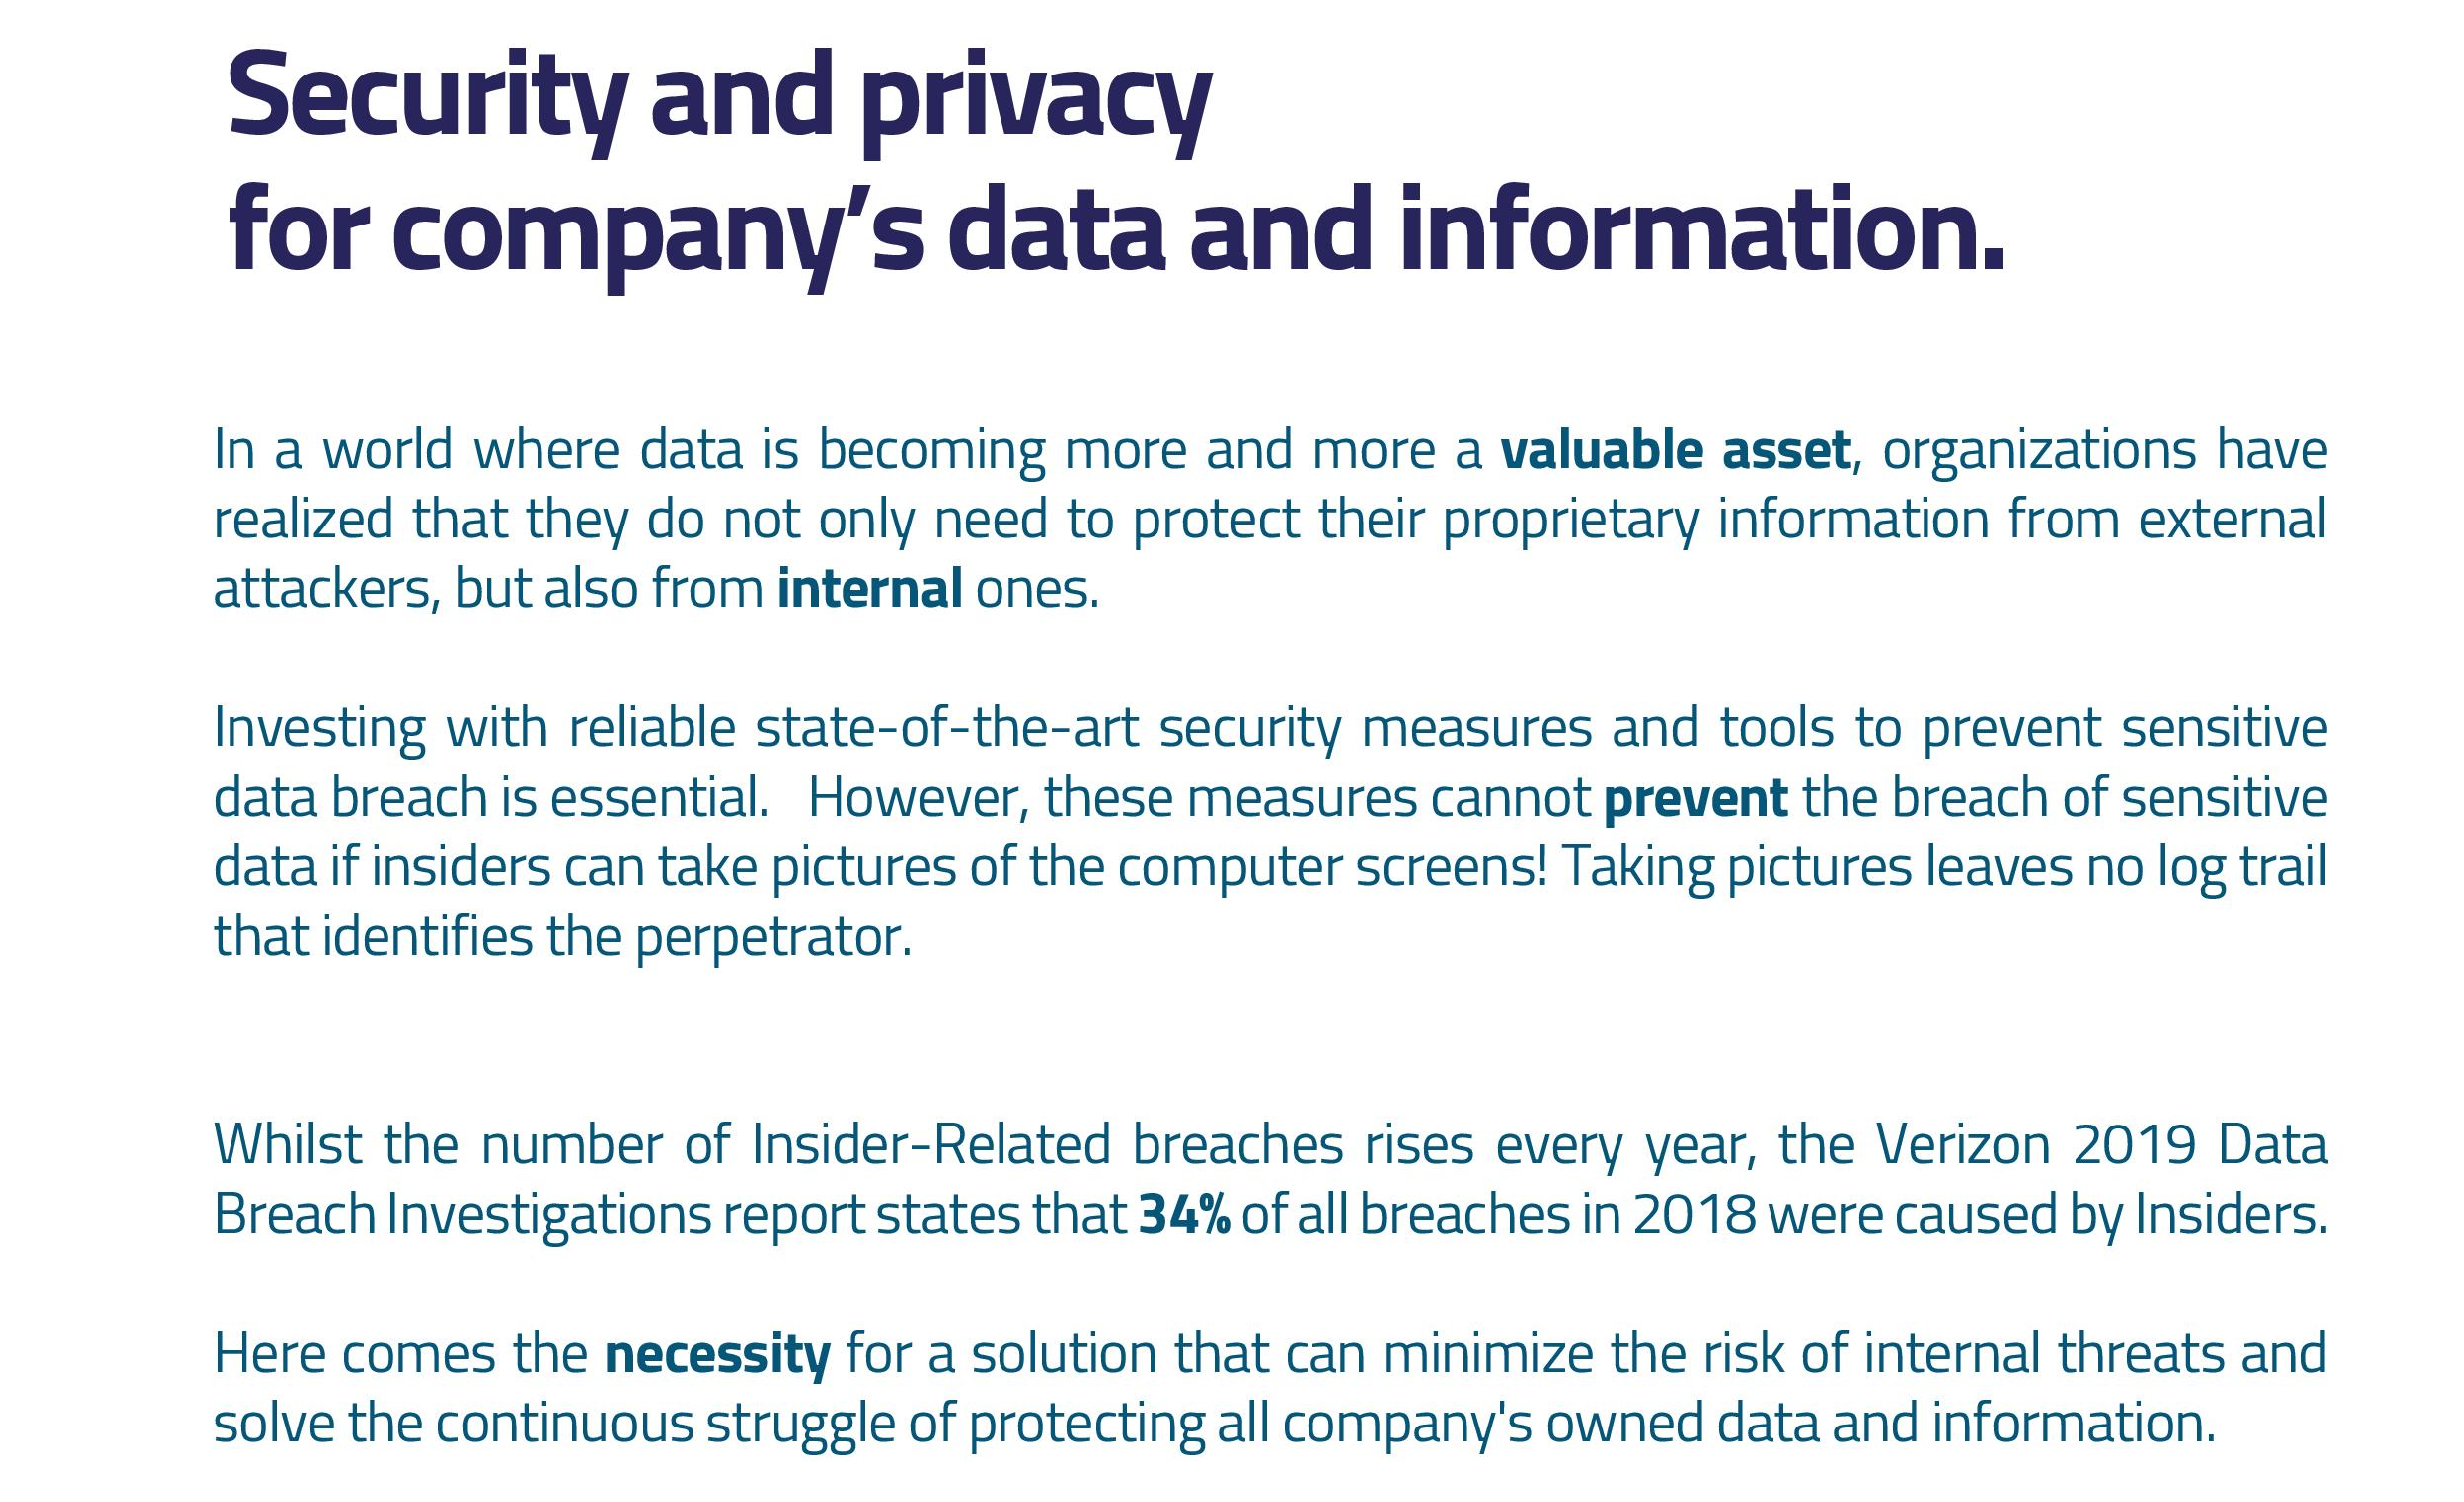 Security and privacy
for company’s data and information.
In a world where data is becoming more and more a valuable asset, organizations have
realized that they do not only need to protect their proprietary information from external
attackers, but also from internal ones.
Investing with reliable state-of-the-art security measures and tools to prevent sensitive
data breach is essential.   However, these measures cannot prevent the breach of sensitive
data if insiders can take pictures of the computer screens! Taking pictures leaves no log trail
that identifies the perpetrator.
Whilst the number of Insider-Related breaches rises every year, the Verizon 2019 Data
Breach Investigations report states that 34% of all breaches in 2018 were caused by Insiders.
Here comes the necessity for a solution that can minimize the risk of internal threats and
solve the continuous struggle of protecting all company's owned data and information.